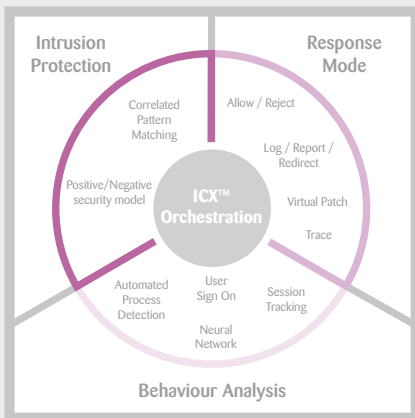 Intrusion
Protection
Response
Mode
Correlated
Pattern
Matching
Positive/Negative
security model
Allow / Reject
Log / Report /
Redirect
Virtual Patch
Trace
ICX™
Orchestration
Automated
Process
Detection
User
Sign On
Neural
Network
Session
Tracking
Behaviour Analysis